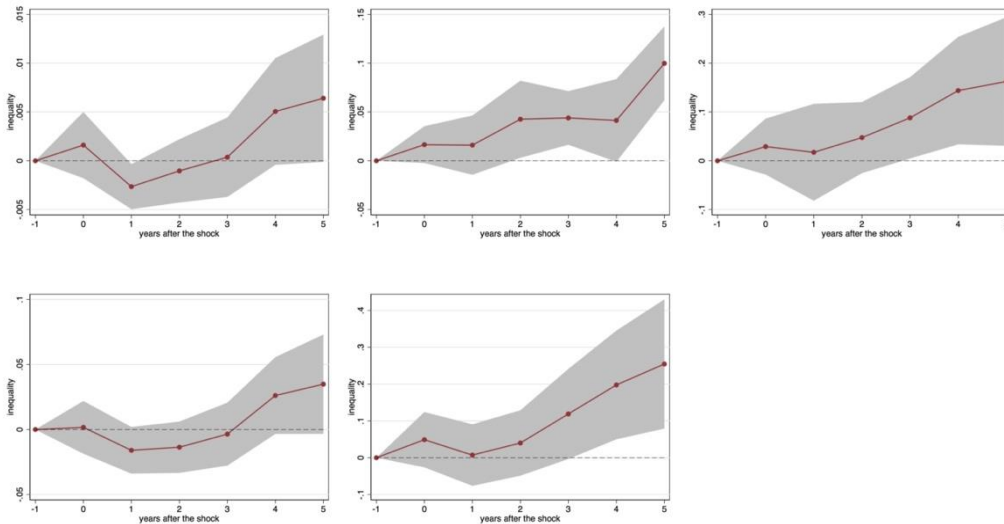 .015
.01
.005
0
-.005
inequality
-1 0 1 2 3 4 5
years after the shock
.15
.1
.05
0
-.05
inequality
-1 0 1 2 3 4 5
years after the shock
.3
.2
.1
0
-.1
inequality
-1 0 1 2 3 4
years after the shock
.1
.05
0
-.05
inequality
-1 0 1 2 3 4 5
years after the shock
.4
.3
.2
.1
0
-.1
inequality
-1 0 1 2 3 4 5
years after the shock